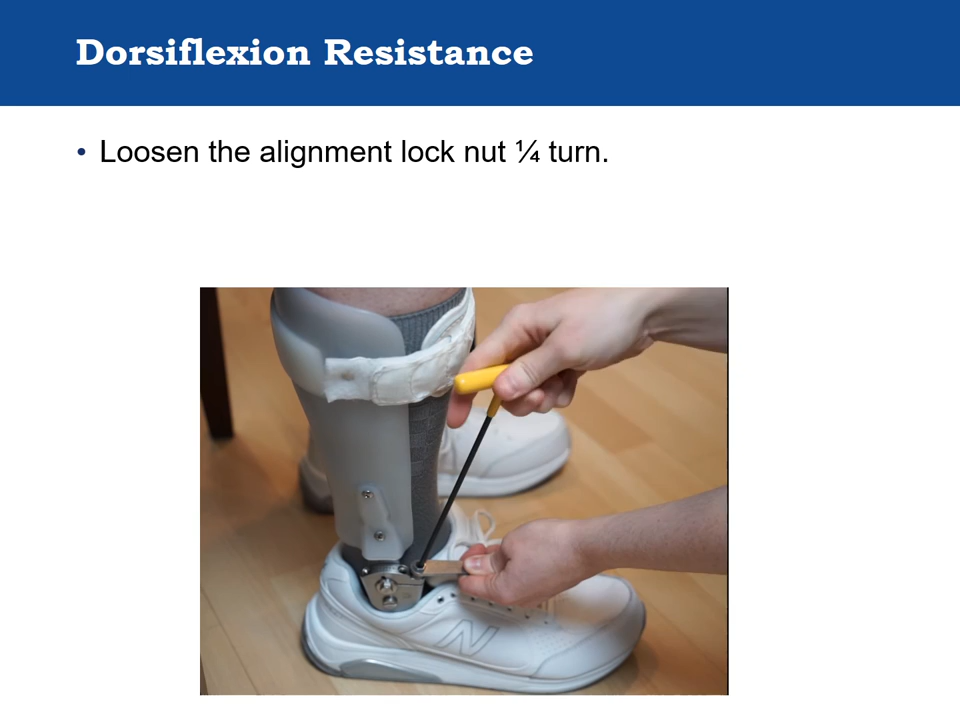 Dorsiflexion Resistance
• Loosen the alignment lock nut ¼ turn.
N